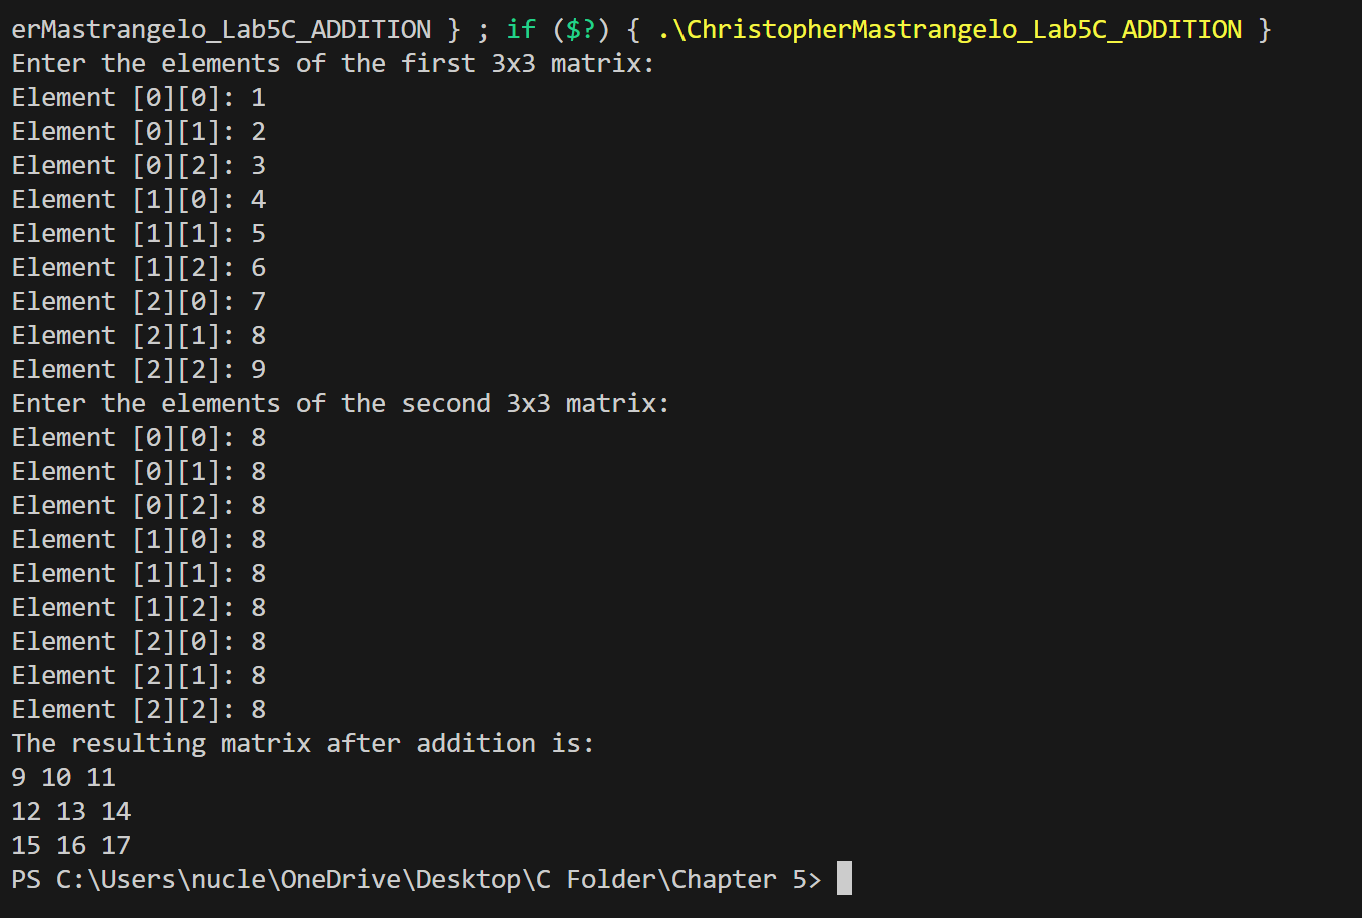 erMastrangelo_Lab5C_ADDITION } ; if ($?) { .\ChristopherMastrangelo_Lab5C_ADDITION }
Enter the elements of the first 3x3 matrix:
Element [0][0]: 1
Element [0][1]: 2
Element [0][2]: 3
Element [1][0]: 4
Element [1][1]: 5
Element [1][2]: 6
Element [2][0]: 7
Element [2][1]: 8
Element [2][2]: 9
Enter the elements of the second 3x3 matrix:
Element [0][0]: 8
Element [0][1]: 8
Element [0][2]: 8
Element [1][0]: 8
Element [1][1]: 8
Element [1][2]: 8
Element [2][0]: 8
Element [2][1]: 8
Element [2][2]: 8
The resulting matrix after addition is:
9 10 11
12 13 14
15 16 17
PS C:\Users\nucle\OneDrive\Desktop\C Folder\Chapter 5>